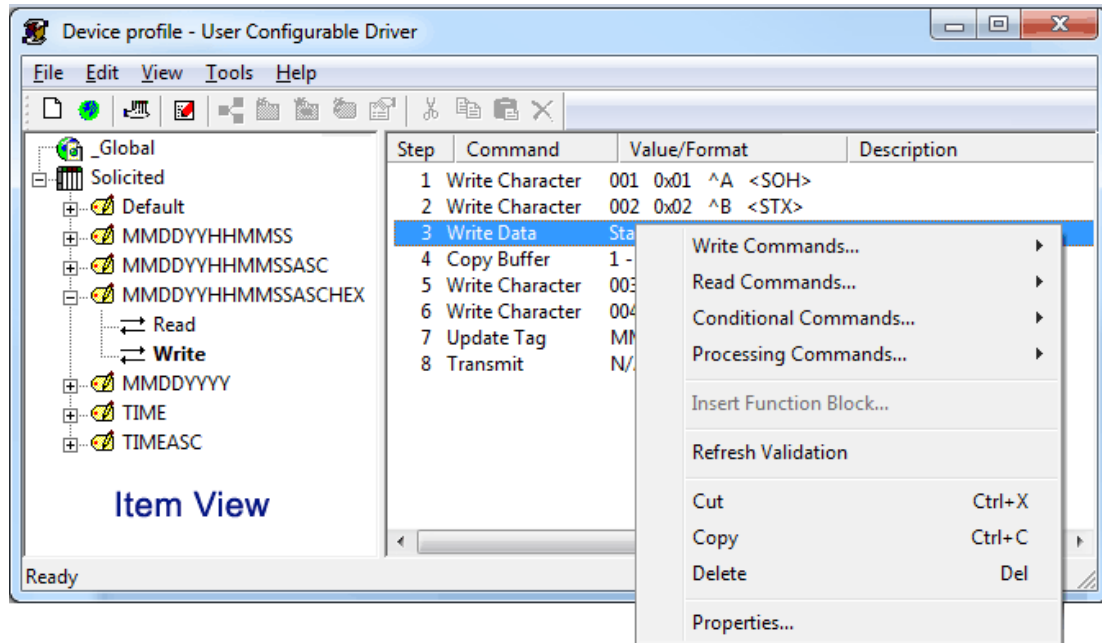 Device profile - User Configurable Driver
File Edit View Tools Help
_Global
Solicited
Default
MMDDYYHHMMSS
MMDDYYHHMMSSASC
MMDDYYHHMMSSASCHEX
Read
Write
MMDDYYYY
TIME
TIMEASC
Item View
Step Command Value/Format Description
1 Write Character 001 0x01 ^A <SOH>
2 Write Character 002 0x02 ^B <STX>
3 Write Data Sta
4 Copy Buffer 1 -
5 Write Character 003
6 Write Character 004
7 Update Tag
8 Transmit N/
Write Commands...
Read Commands...
Conditional Commands...
Processing Commands...
Insert Function Block...
Refresh Validation
Cut Ctrl+X
Copy Ctrl+C
Delete Del
Properties...
Ready